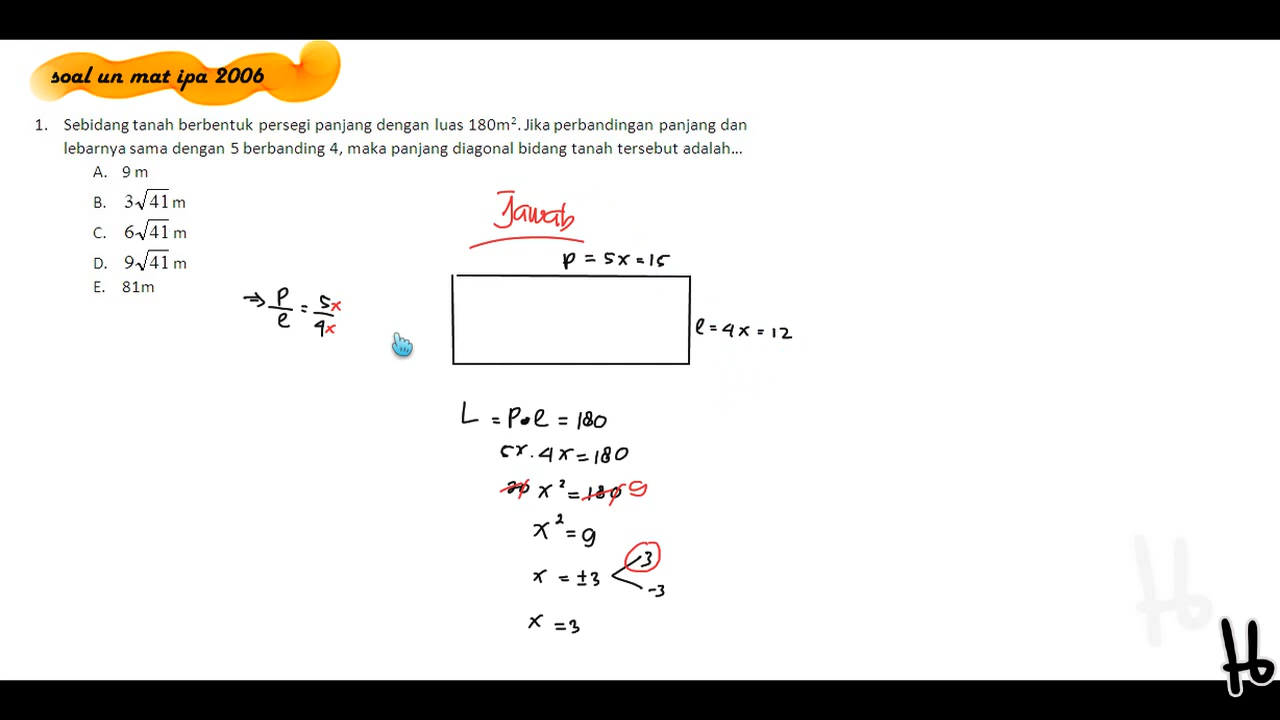 soal un mat ipa 2006
1. Sebidang tanah berbentuk persegi panjang dengan luas 180m². Jika perbandingan panjang dan
lebarnya sama dengan 5 berbanding 4, maka panjang diagonal bidang tanah tersebut adalah...
A. 9 m
B. 3√41 m
C. 6√41 m
D. 9√41 m
E. 81m
Jawab
p = 5x = 15
⇒ p/l = 5x/4x
l = 4x = 12
L = p•l = 180
5x . 4x = 180
20 x² = 180 9
x² = 9
x = ±3 < 3
-3
x = 3
Hb
Hb